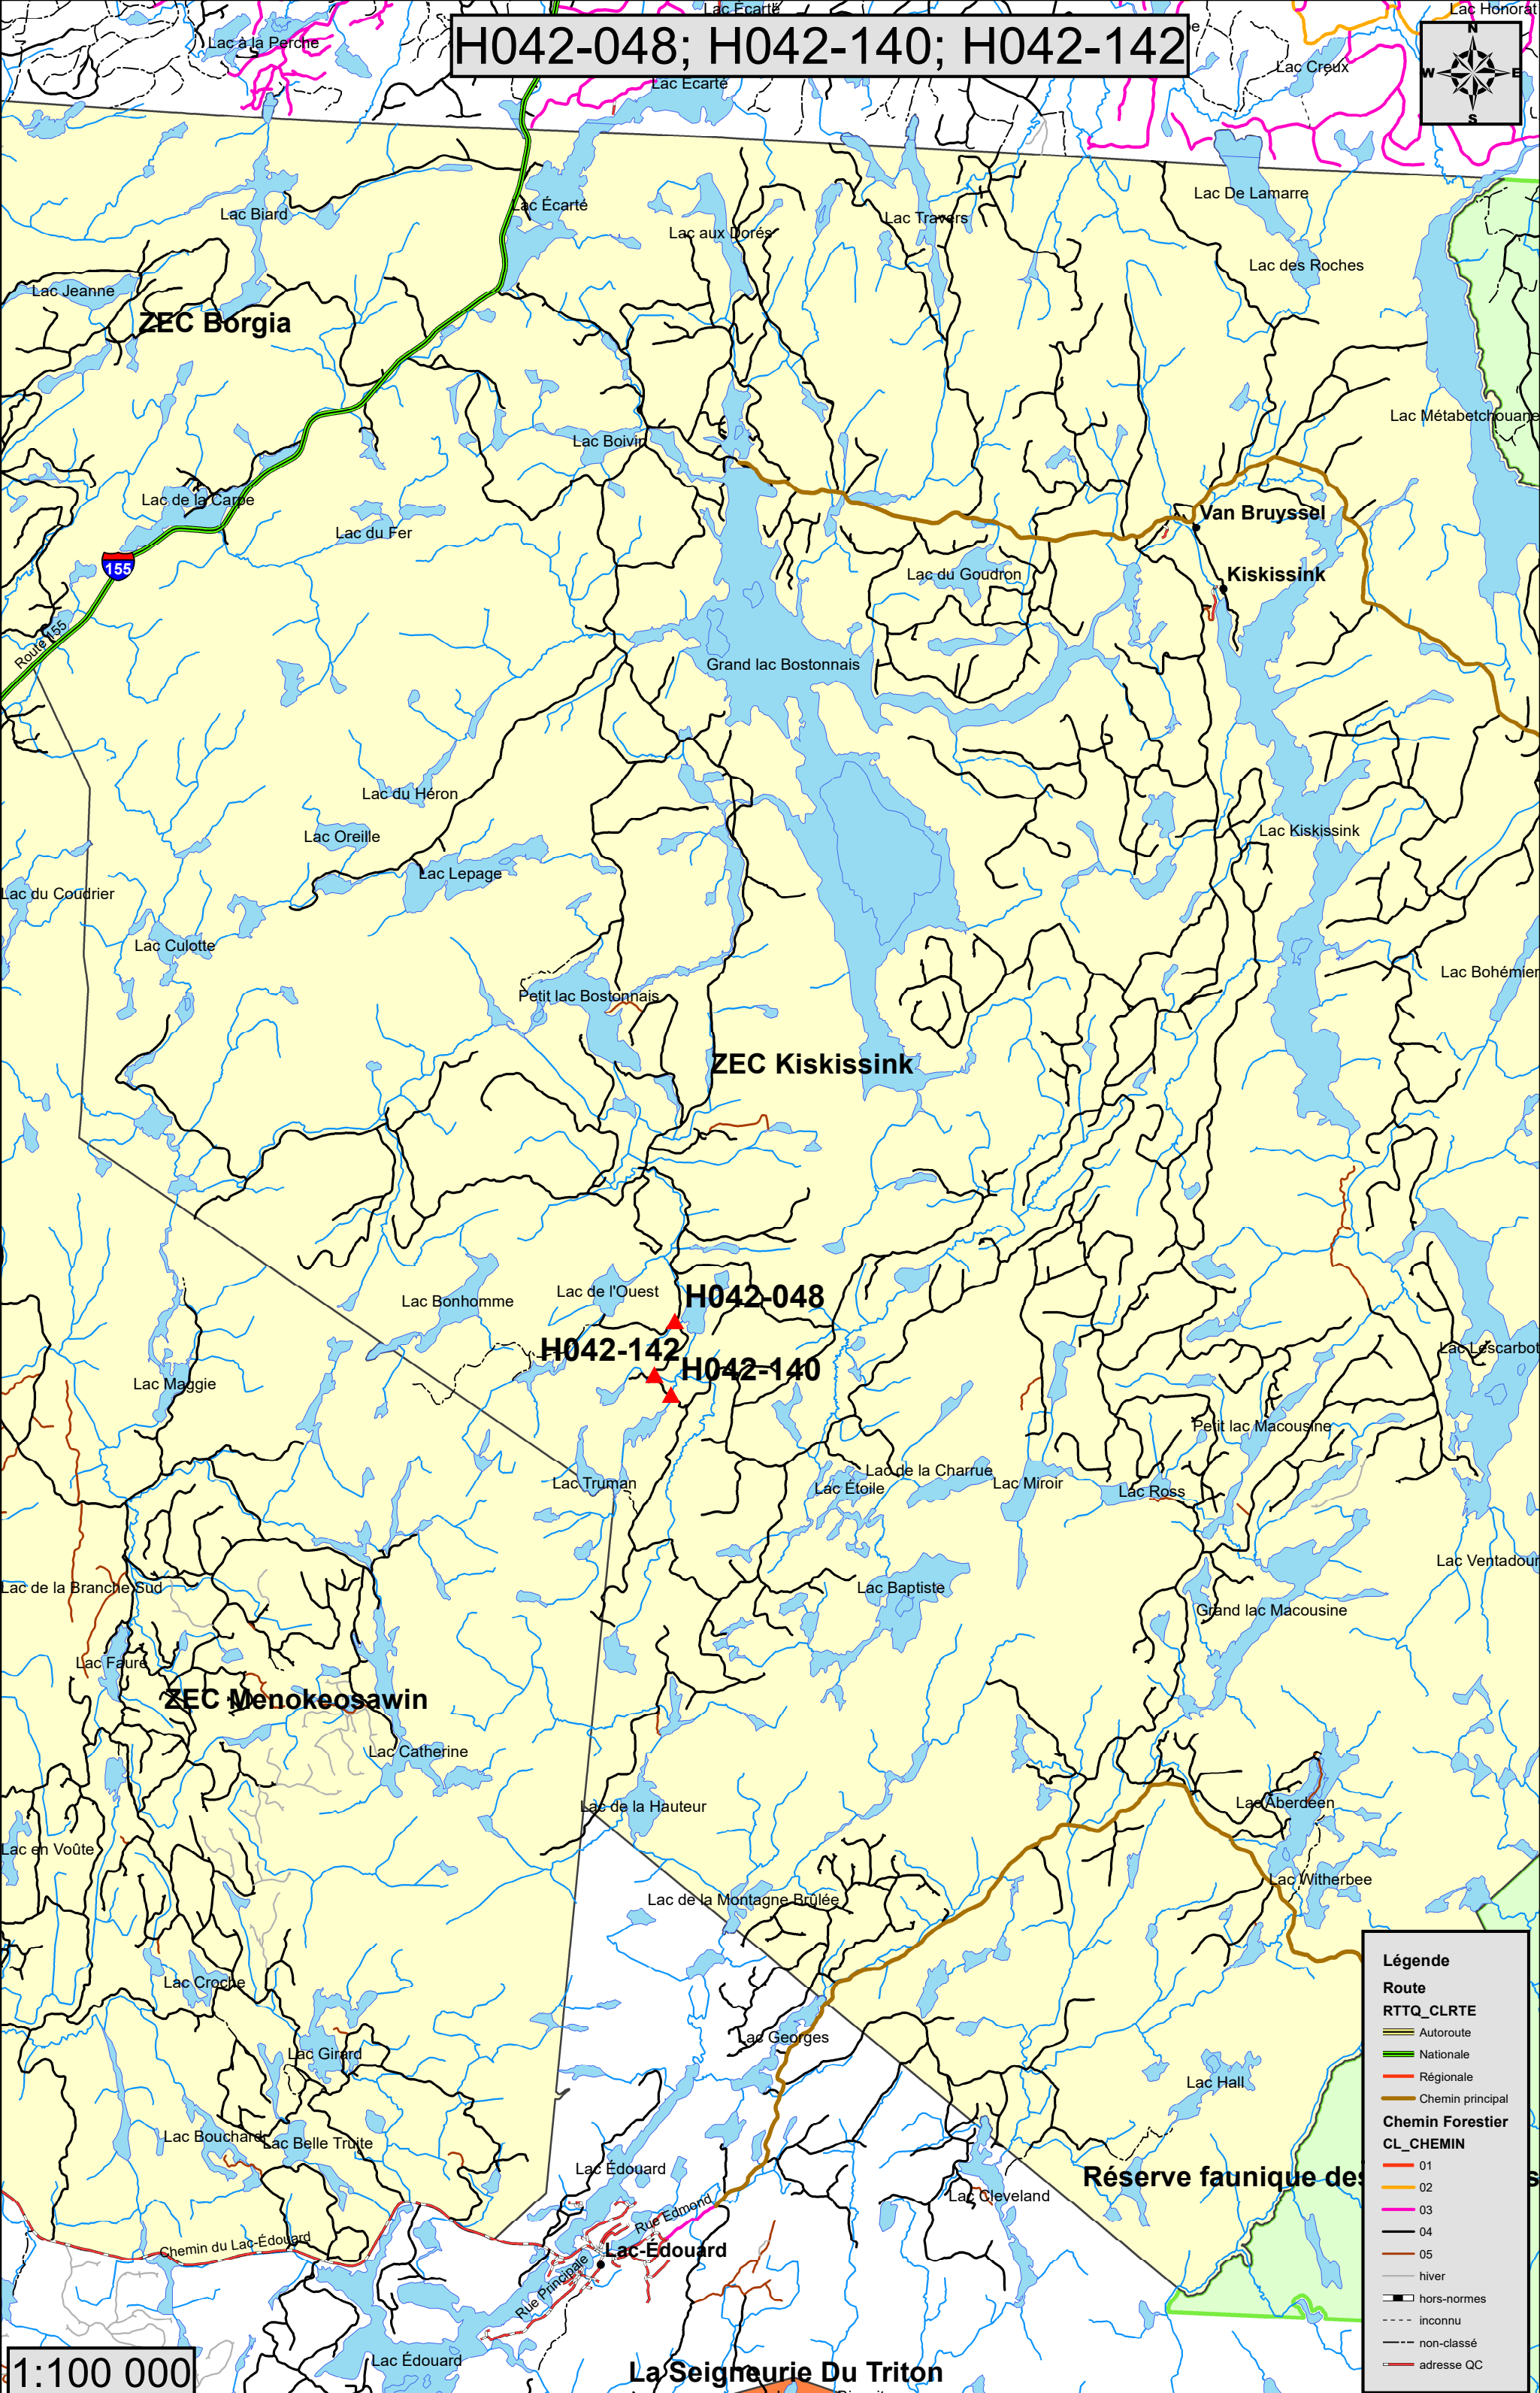 Lac Écarté
Lac Honorat
H042-048; H042-140; H042-142
Lac à la Perche
Lac Creux
N
W E
S
Lac Écarté
Lac De Lamarre
Lac Biard
Lac Écarté
Lac Travers
Lac aux Dorés
Lac des Roches
Lac Jeanne
ZEC Borgia
Lac Métabetchouane
Lac Boivin
Lac de la Carpe
Van Bruyssel
Lac du Fer
155
Lac du Goudron
Kiskissink
Route 155
Grand lac Bostonnais
Lac du Héron
Lac Oreille
Lac Kiskissink
Lac Lepage
Lac du Coudrier
Lac Culotte
Lac Bohémier
Petit lac Bostonnais
ZEC Kiskissink
Lac de l'Ouest
H042-048
Lac Bonhomme
H042-142
Lac Lescarbot
H042-140
Lac Maggie
Petit lac Macousine
Lac de la Charrue
Lac Truman
Lac Étoile
Lac Miroir
Lac Ross
Lac Ventadour
Lac de la Branche Sud
Lac Baptiste
Grand lac Macousine
Lac Faure
ZEC Menokeosawin
Lac Catherine
Lac de la Hauteur
Lac Aberdeen
Lac en Voûte
Lac Witherbee
Lac de la Montagne Brûlée
Lac Croche
Lac Georges
Lac Girard
Lac Hall
Lac Bouchard
Lac Belle Truite
Lac Édouard
Réserve faunique des
Lac Cleveland
Rue Edmond
Chemin du Lac-Édouard
Lac-Édouard
Rue Principale
Lac Édouard
La Seigneurie Du Triton
1:100 000
Légende
Route
RTTQ_CLRTE
Autoroute
Nationale
Régionale
Chemin principal
Chemin Forestier
CL_CHEMIN
01
02
03
04
05
hiver
hors-normes
inconnu
non-classé
adresse QC